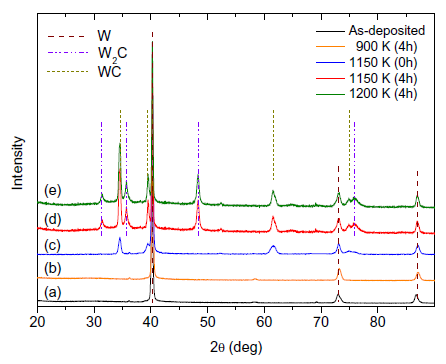 W
W2C
WC
As-deposited
900 K (4h)
1150 K (0h)
1150 K (4h)
1200 K (4h)
Intensity
(e)
(d)
(c)
(b)
(a)
20 30 40 50 60 70 80
2θ (deg)